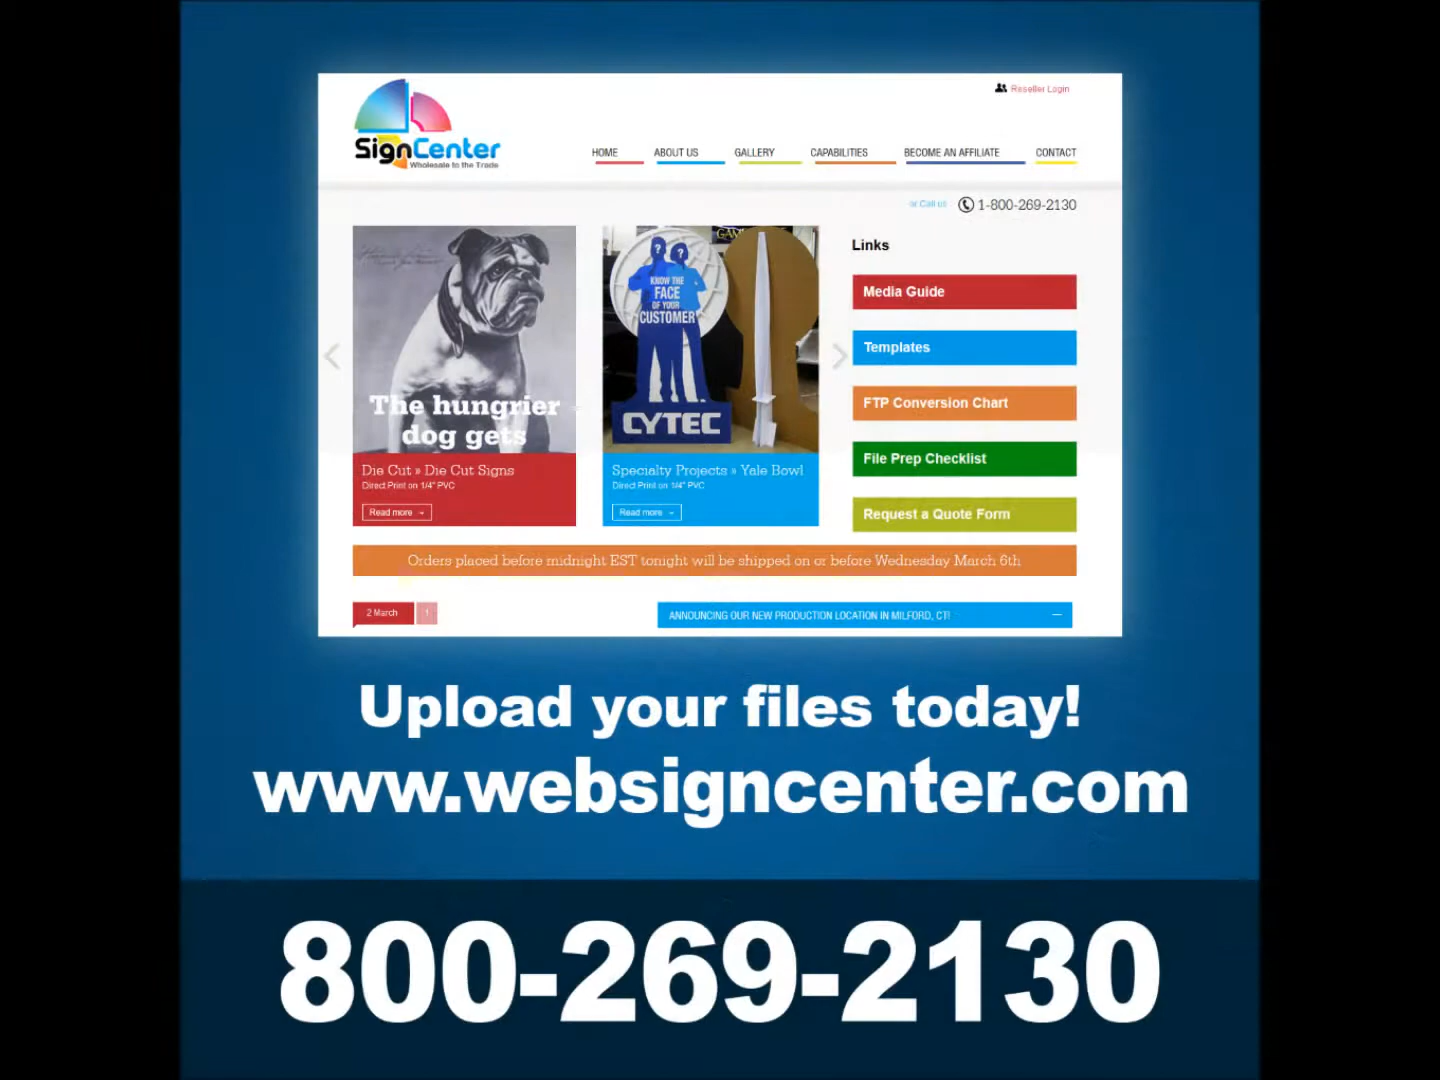 Reseller Login
SignCenter
Wholesale to the Trade
HOME ABOUT US GALLERY CAPABILITIES BECOME AN AFFILIATE CONTACT
or Call us 1-800-269-2130
The hungrier
dog gets
Die Cut » Die Cut Signs
Direct Print on 1/4" PVC
Read more
KNOW THE
FACE
OF YOUR
CUSTOMER
CYTEC
Specialty Projects » Yale Bowl
Direct Print on 1/4" PVC
Read more
Links
Media Guide
Templates
FTP Conversion Chart
File Prep Checklist
Request a Quote Form
Orders placed before midnight EST tonight will be shipped on or before Wednesday March 6th
2 March 1
ANNOUNCING OUR NEW PRODUCTION LOCATION IN MILFORD, CT!
Upload your files today!
www.websigncenter.com
800-269-2130